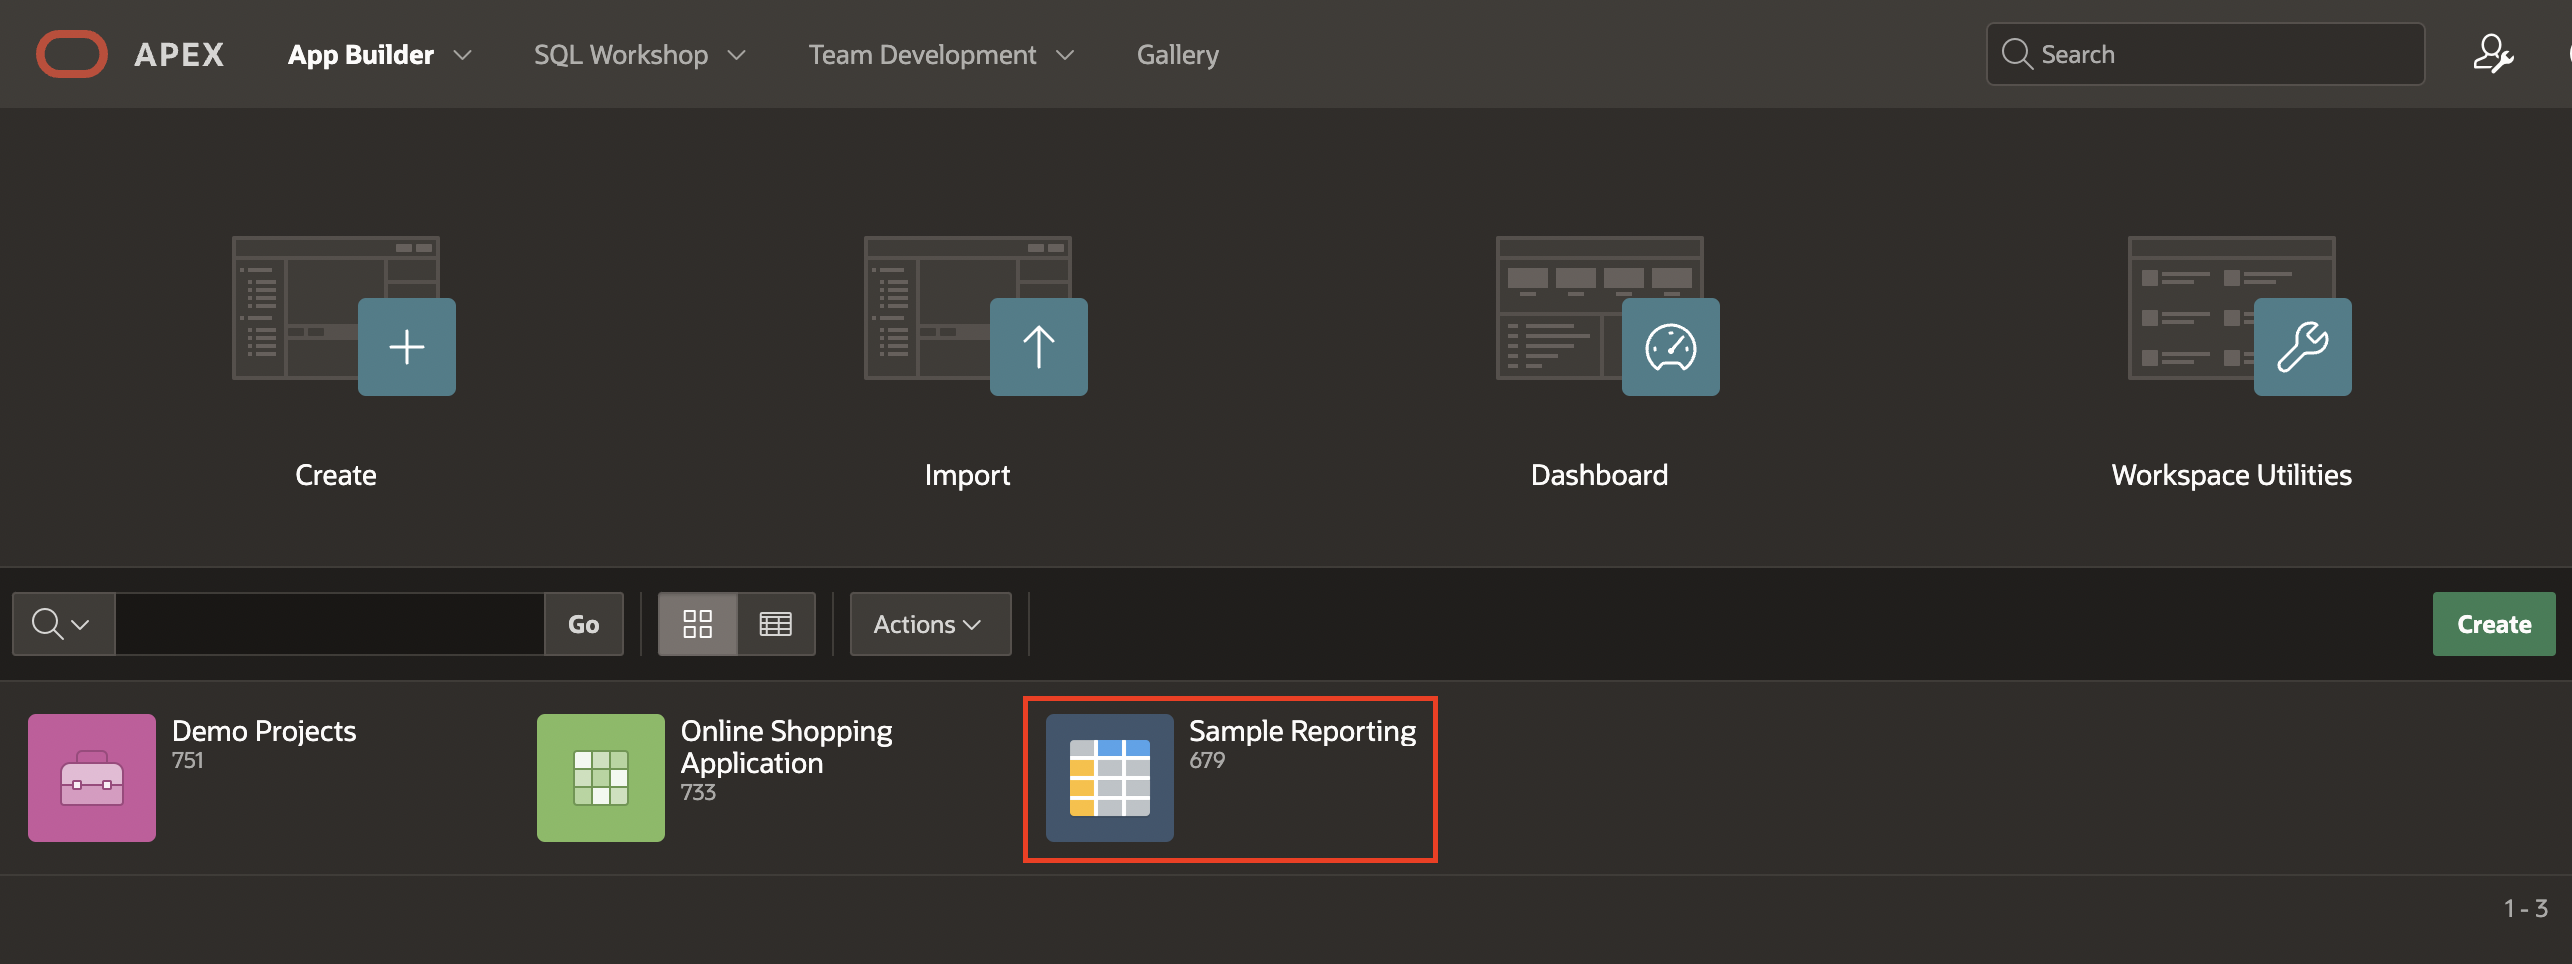 APEX
App Builder
SQL Workshop
Team Development
Gallery
Search
Create
Import
Dashboard
Workspace Utilities
Go
Actions
Create
Demo Projects
751
Online Shopping
Application
733
Sample Reporting
679
1 - 3